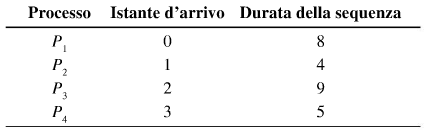 Processo Istante d’arrivo Durata della sequenza
P1 0 8
P2 1 4
P3 2 9
P4 3 5